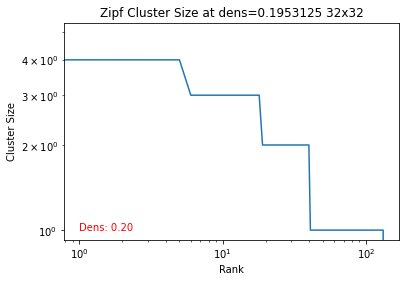 Zipf Cluster Size at dens=0.1953125 32x32
Cluster Size
4 × 10⁰
3 × 10⁰
2 × 10⁰
10⁰
Dens: 0.20
10⁰ 10¹ 10²
Rank